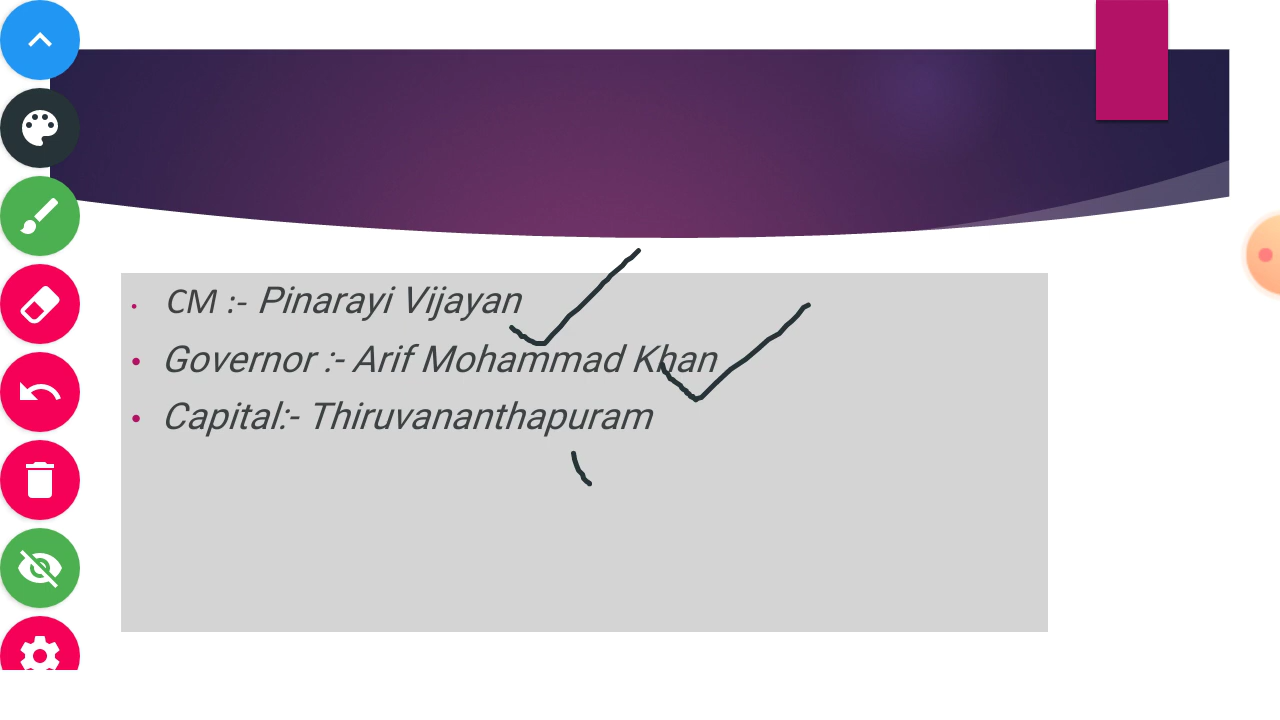 CM :- Pinarayi Vijayan
Governor :- Arif Mohammad Khan
Capital:- Thiruvananthapuram